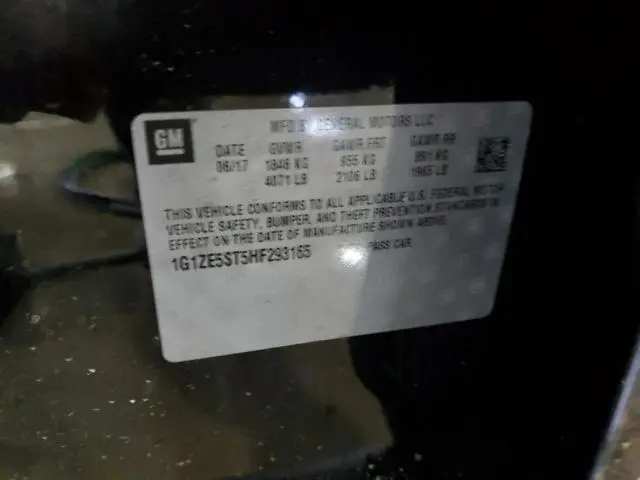 GM
MFD BY GENERAL MOTORS LLC
DATE GVWR GAWR FRT GAWR RR
06/17 1846 KG 955 KG 891 KG
4071 LB 2106 LB 1965 LB
THIS VEHICLE CONFORMS TO ALL APPLICABLE U.S. FEDERAL MOTOR
VEHICLE SAFETY, BUMPER, AND THEFT PREVENTION STANDARDS IN
EFFECT ON THE DATE OF MANUFACTURE SHOWN ABOVE.
1G1ZE5ST5HF293165 PASS CAR